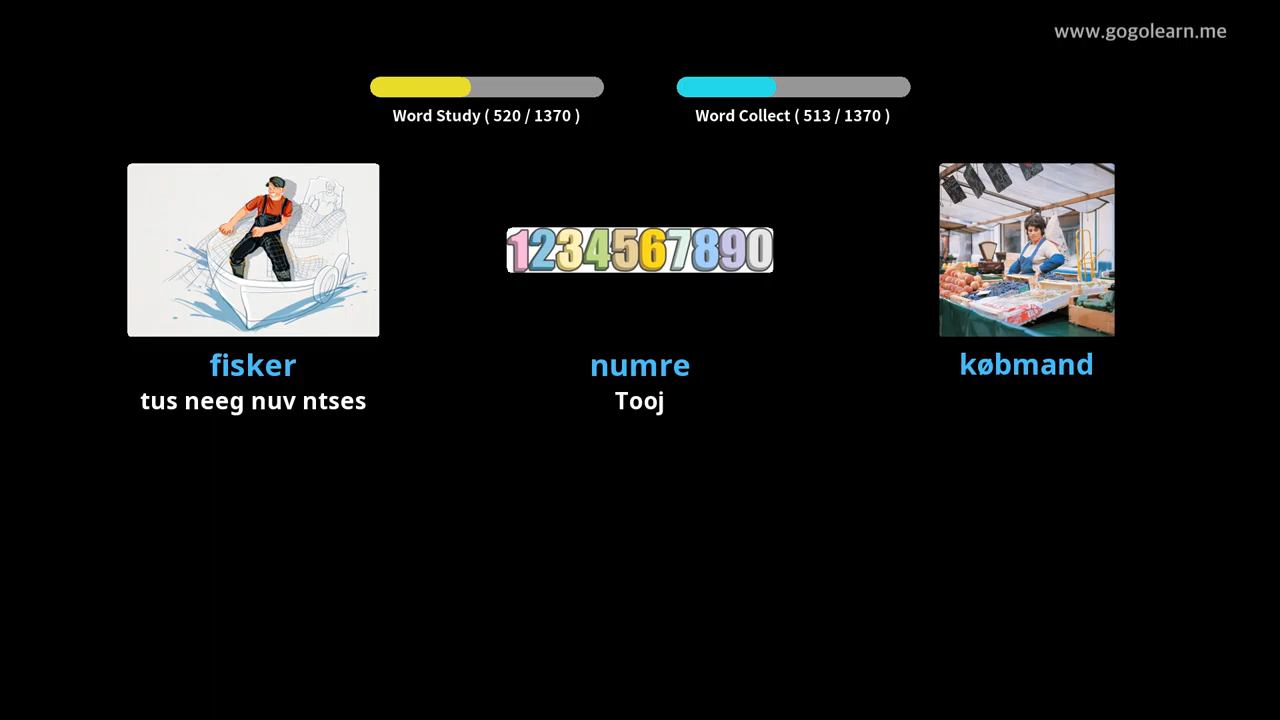 www.gogolearn.me
Word Study ( 520 / 1370 )
Word Collect ( 513 / 1370 )
1234567890
fisker
tus neeg nuv ntses
numre
Tooj
købmand